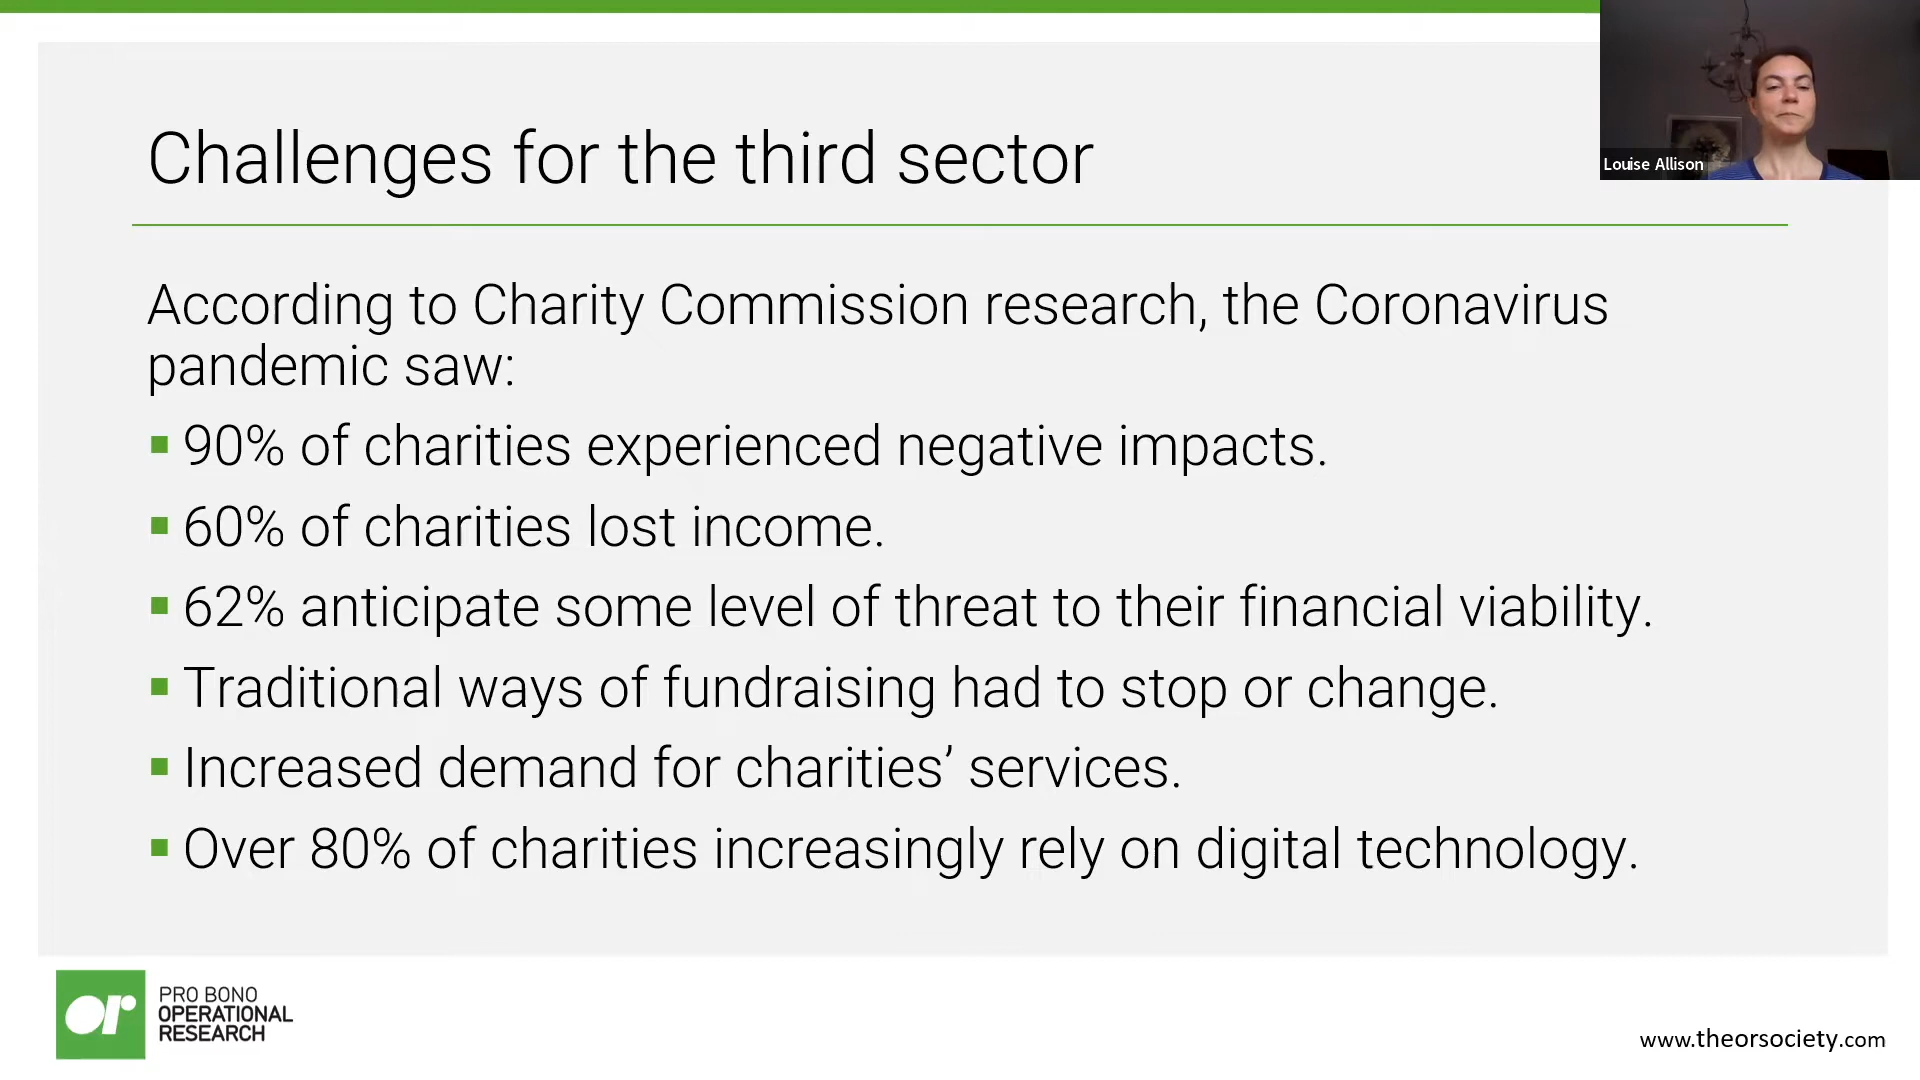 Louise Allison
Challenges for the third sector
According to Charity Commission research, the Coronavirus
pandemic saw:
▪ 90% of charities experienced negative impacts.
▪ 60% of charities lost income.
▪ 62% anticipate some level of threat to their financial viability.
▪ Traditional ways of fundraising had to stop or change.
▪ Increased demand for charities’ services.
▪ Over 80% of charities increasingly rely on digital technology.
or
PRO BONO
OPERATIONAL
RESEARCH
www.theorsociety.com